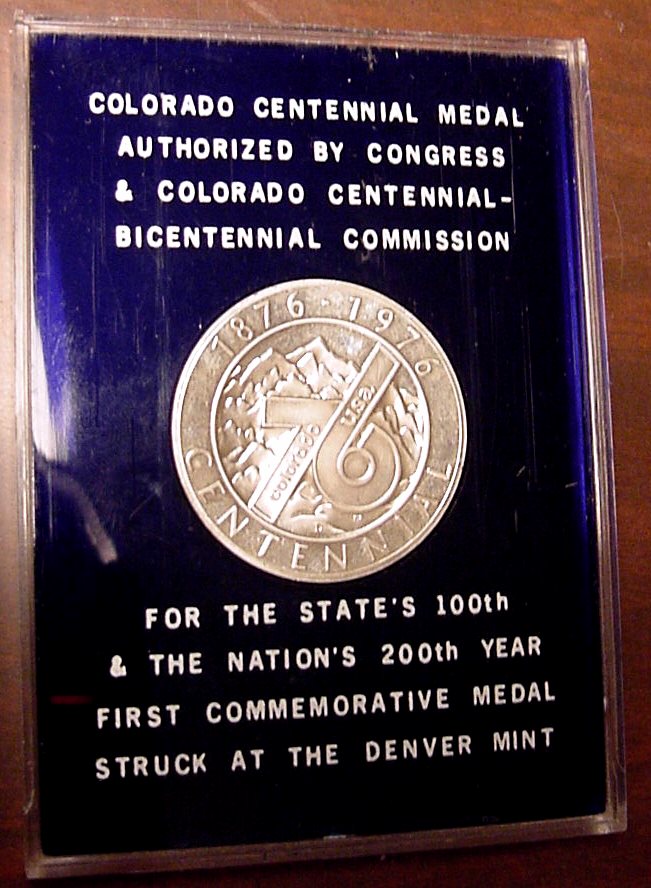 COLORADO CENTENNIAL MEDAL
AUTHORIZED BY CONGRESS
& COLORADO CENTENNIAL-
BICENTENNIAL COMMISSION
1876 · 1976
76
colorado usa
CENTENNIAL
FOR THE STATE'S 100th
& THE NATION'S 200th YEAR
FIRST COMMEMORATIVE MEDAL
STRUCK AT THE DENVER MINT